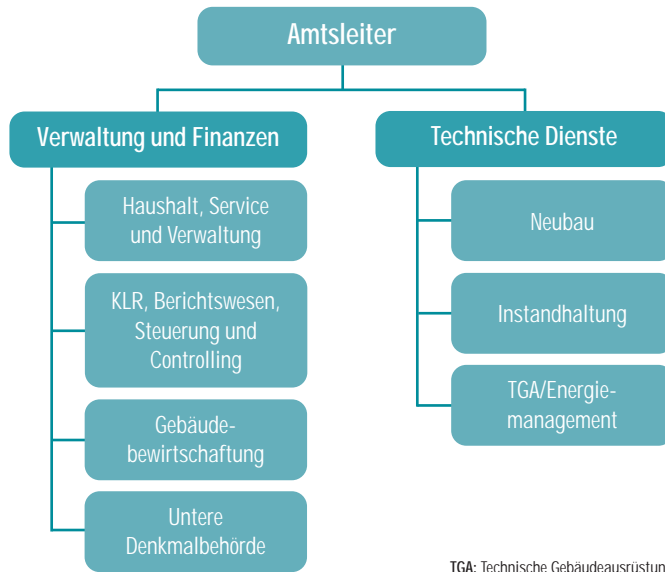 Amtsleiter
Verwaltung und Finanzen
Haushalt, Service
und Verwaltung
KLR, Berichtswesen,
Steuerung und
Controlling
Gebäude-
bewirtschaftung
Untere
Denkmalbehörde
Technische Dienste
Neubau
Instandhaltung
TGA/Energie-
management
TGA: Technische Gebäudeausrüstun